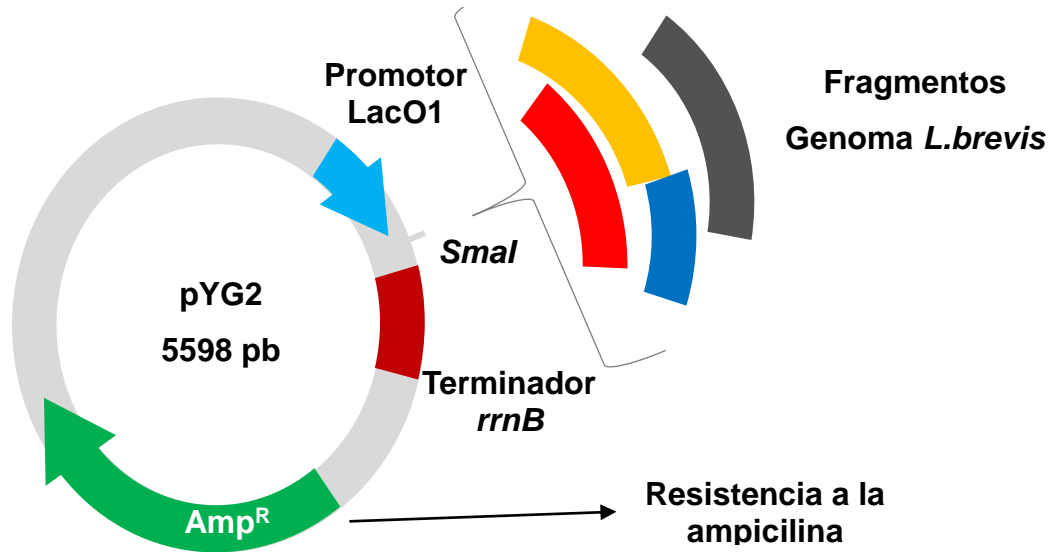 Promotor
LacO1
Fragmentos
Genoma L.brevis
SmaI
pYG2
5598 pb
Terminador
rrnB
AmpR
Resistencia a la
ampicilina